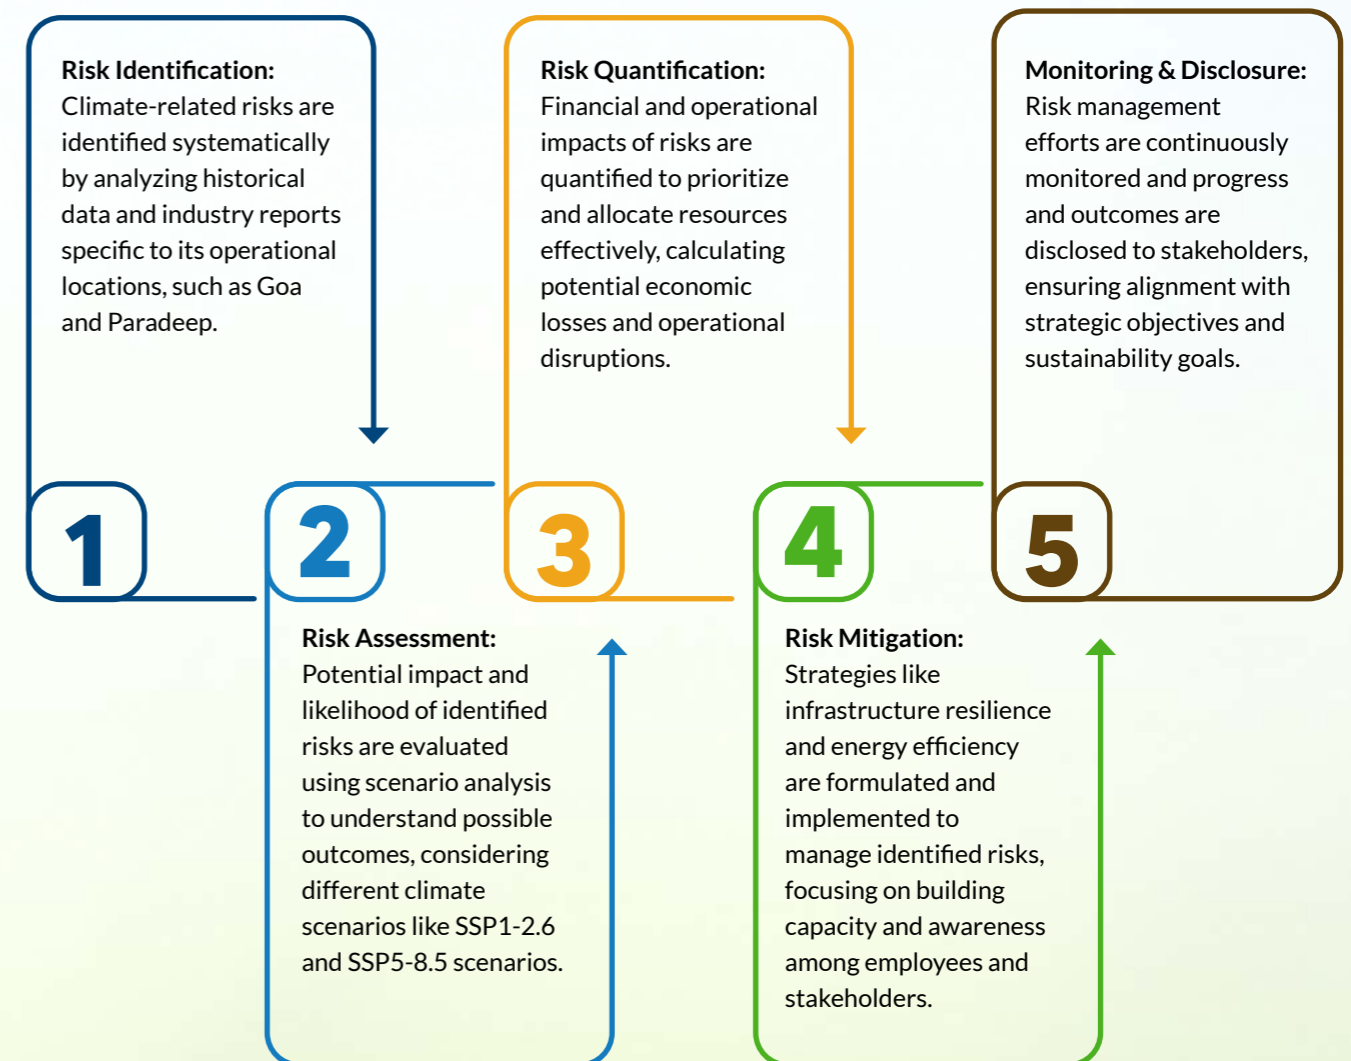 1
Risk Identification:
Climate-related risks are
identified systematically
by analyzing historical
data and industry reports
specific to its operational
locations, such as Goa
and Paradeep.
2
Risk Assessment:
Potential impact and
likelihood of identified
risks are evaluated
using scenario analysis
to understand possible
outcomes, considering
different climate
scenarios like SSP1-2.6
and SSP5-8.5 scenarios.
3
Risk Quantification:
Financial and operational
impacts of risks are
quantified to prioritize
and allocate resources
effectively, calculating
potential economic
losses and operational
disruptions.
4
Risk Mitigation:
Strategies like
infrastructure resilience
and energy efficiency
are formulated and
implemented to
manage identified risks,
focusing on building
capacity and awareness
among employees and
stakeholders.
5
Monitoring & Disclosure:
Risk management
efforts are continuously
monitored and progress
and outcomes are
disclosed to stakeholders,
ensuring alignment with
strategic objectives and
sustainability goals.